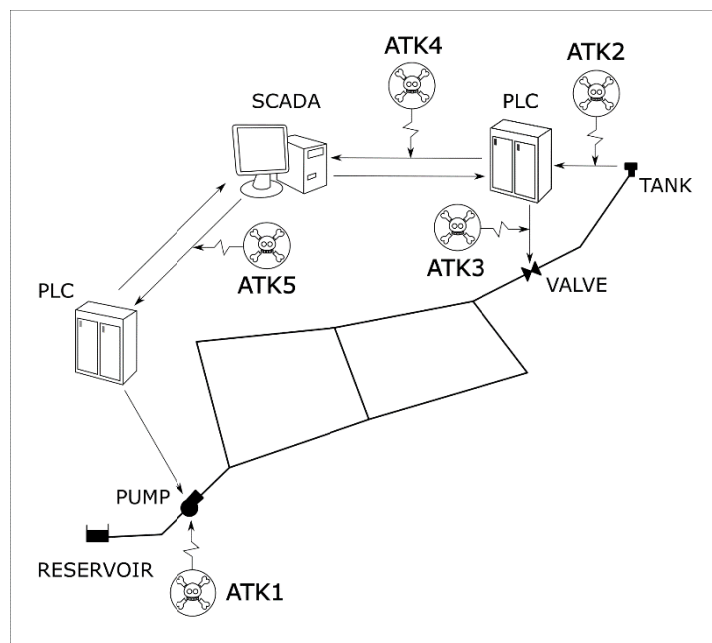 ATK4
ATK2
SCADA
PLC
TANK
ATK3
ATK5
VALVE
PLC
PUMP
RESERVOIR
ATK1